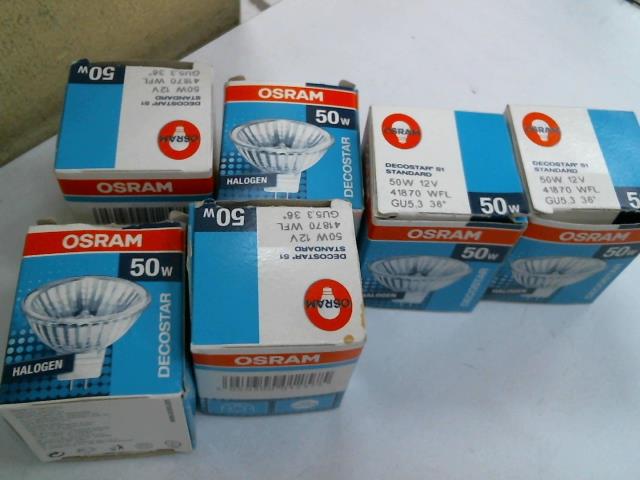 50W
DECOSTAR® 51
STANDARD
50W 12V
41870 WFL
GU5.3 36°
OSRAM
OSRAM
OSRAM
50W
HALOGEN
DECOSTAR
OSRAM
DECOSTAR® 51
STANDARD
50W 12V
41870 WFL
GU5.3 36°
50W
50W
HALOGEN
DECOSTAR
OSRAM
DECOSTAR® 51
STANDARD
50W 12V
41870 WFL
GU5.3 36°
OSRAM
50W
HALOGEN
OSRAM
50W
HALOGEN
DECOSTAR
50W
DECOSTAR® 51
STANDARD
50W 12V
41870 WFL
GU5.3 36°
OSRAM
OSRAM